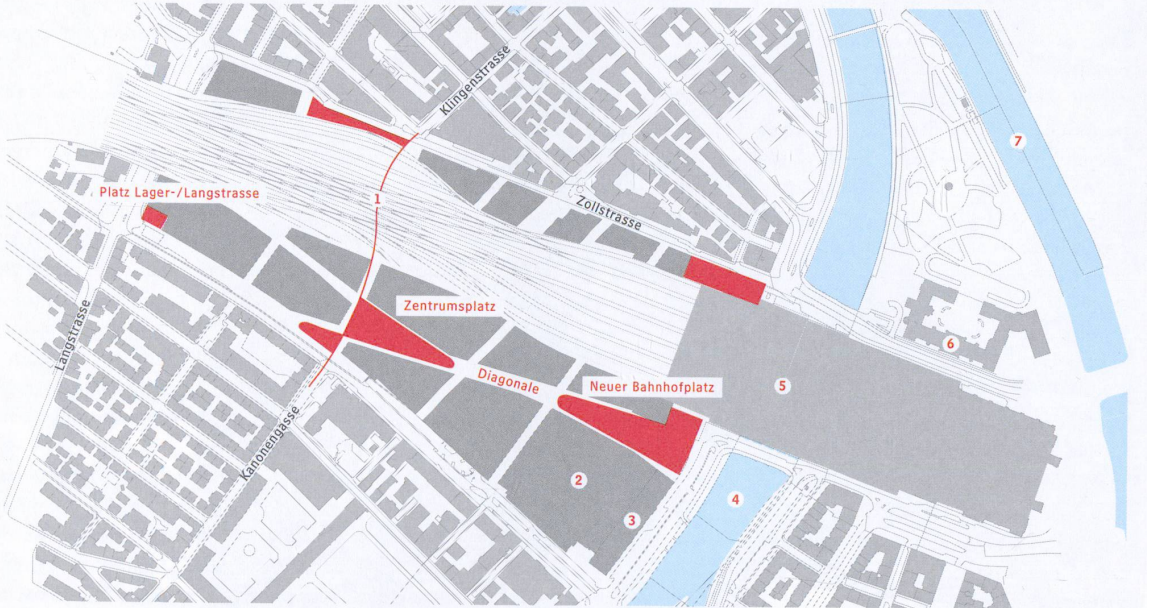 Klingenstrasse
7
Platz Lager-/Langstrasse
1
Zollstrasse
Zentrumsplatz
Langstrasse
6
Diagonale
Neuer Bahnhofplatz
5
Kanonengasse
2
4
3